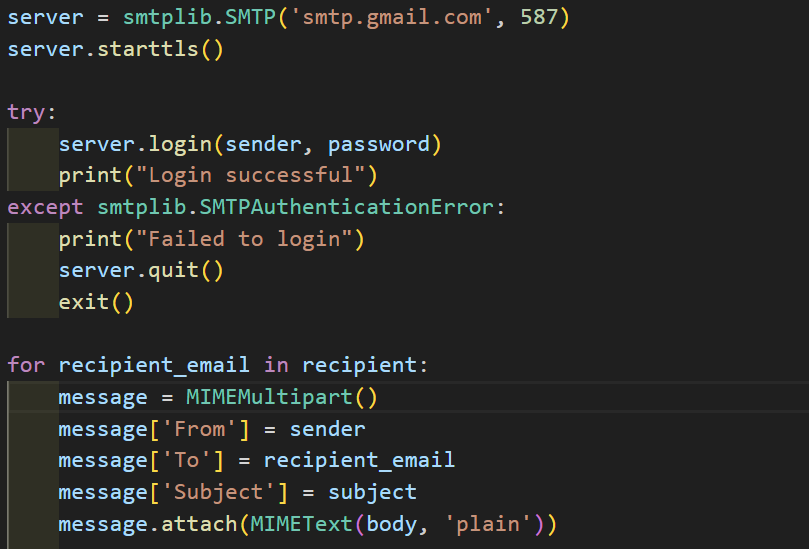 server = smtplib.SMTP('smtp.gmail.com', 587)
server.starttls()
try:
    server.login(sender, password)
    print("Login successful")
except smtplib.SMTPAuthenticationError:
    print("Failed to login")
    server.quit()
    exit()
for recipient_email in recipient:
    message = MIMEMultipart()
    message['From'] = sender
    message['To'] = recipient_email
    message['Subject'] = subject
    message.attach(MIMEText(body, 'plain'))